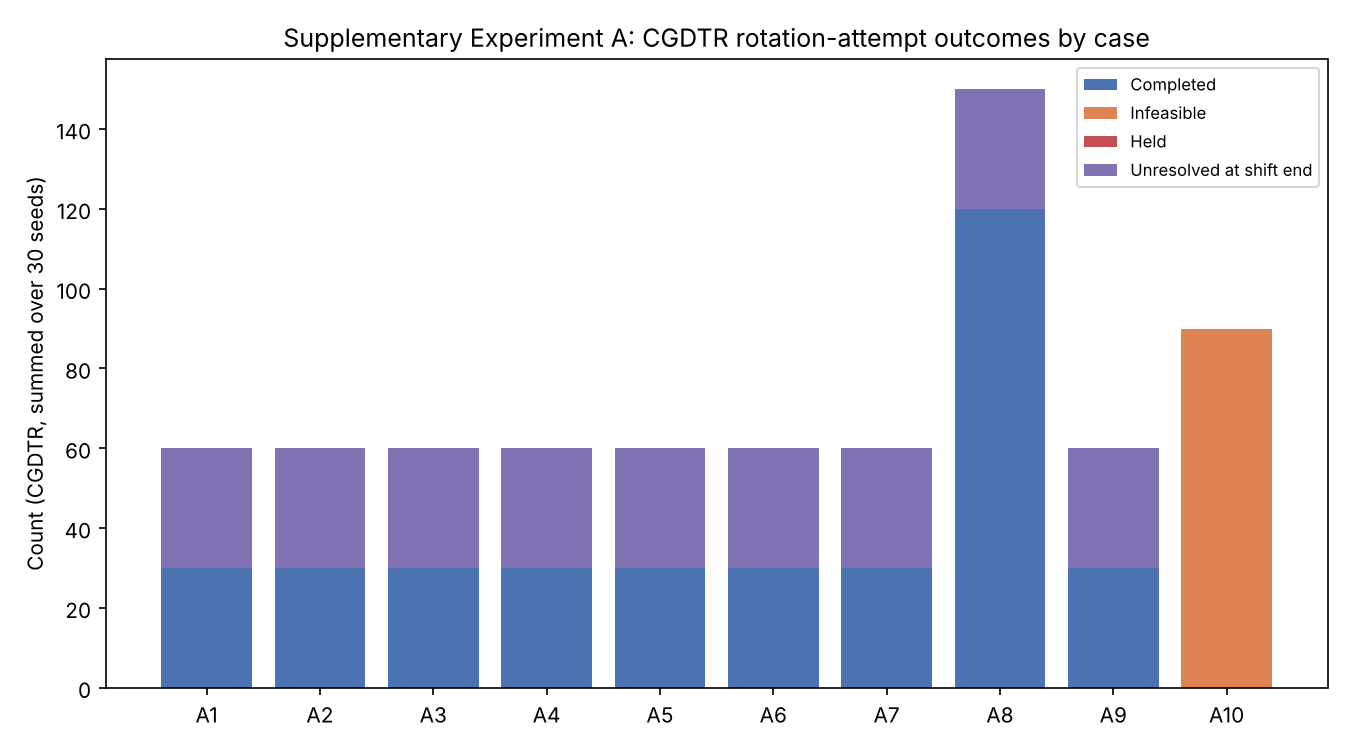 Supplementary Experiment A: CGDTR rotation-attempt outcomes by case
Completed
Infeasible
Held
Unresolved at shift end
Count (CGDTR, summed over 30 seeds)
140
120
100
80
60
40
20
0
A1 A2 A3 A4 A5 A6 A7 A8 A9 A10